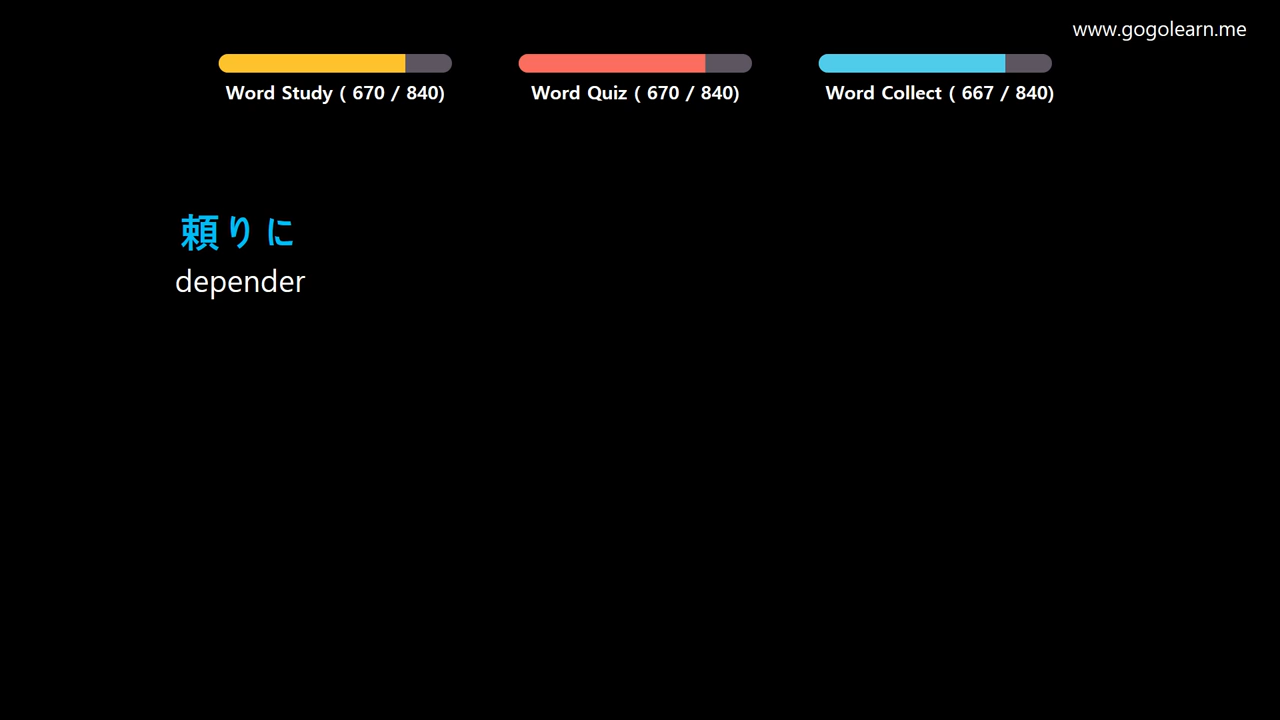 www.gogolearn.me
Word Study ( 670 / 840)
Word Quiz ( 670 / 840)
Word Collect ( 667 / 840)
頼りに
depender